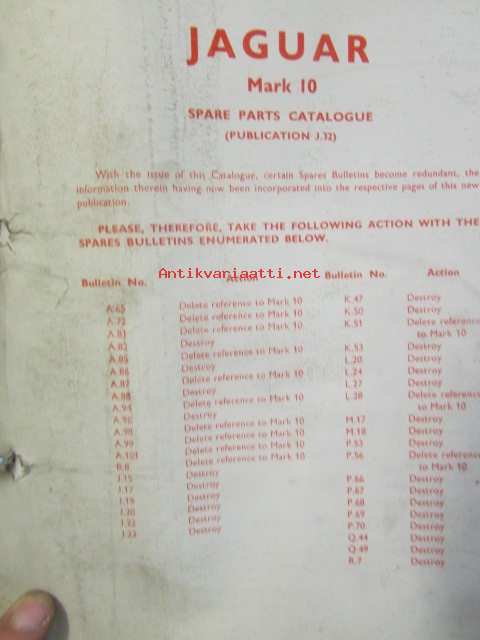 JAGUAR
Mark 10
SPARE PARTS CATALOGUE
(PUBLICATION J.32)
With the issue of this Catalogue, certain Spares Bulletins become redundant, the
information therein having now been incorporated into the respective pages of this new
publication.
PLEASE, THEREFORE, TAKE THE FOLLOWING ACTION WITH THE
SPARES BULLETINS ENUMERATED BELOW.
Antikvariaatti.net
Bulletin No. Action
A.65 Delete reference to Mark 10
A.72 Delete reference to Mark 10
A.81 Delete reference to Mark 10
A.82 Destroy
A.85 Delete reference to Mark 10
A.86 Destroy
A.87 Delete reference to Mark 10
A.88 Destroy
A.94 Delete reference to Mark 10
A.96 Destroy
A.98 Delete reference to Mark 10
A.99 Delete reference to Mark 10
A.101 Delete reference to Mark 10
B.8 Delete reference to Mark 10
J.15 Destroy
J.17 Destroy
J.19 Destroy
J.20 Destroy
J.22 Destroy
J.23 Destroy
Bulletin No. Action
K.47 Destroy
K.50 Destroy
K.51 Delete reference
to Mark 10
K.53 Destroy
L.20 Destroy
L.24 Destroy
L.27 Destroy
L.28 Delete reference
to Mark 10
M.17 Destroy
M.18 Destroy
P.53 Destroy
P.56 Delete reference
to Mark 10
P.66 Destroy
P.67 Destroy
P.68 Destroy
P.69 Destroy
P.70 Destroy
Q.44 Destroy
Q.49 Destroy
R.7 Destroy